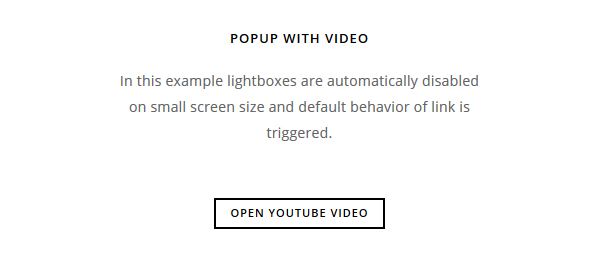 POPUP WITH VIDEO
In this example lightboxes are automatically disabled
on small screen size and default behavior of link is
triggered.
OPEN YOUTUBE VIDEO